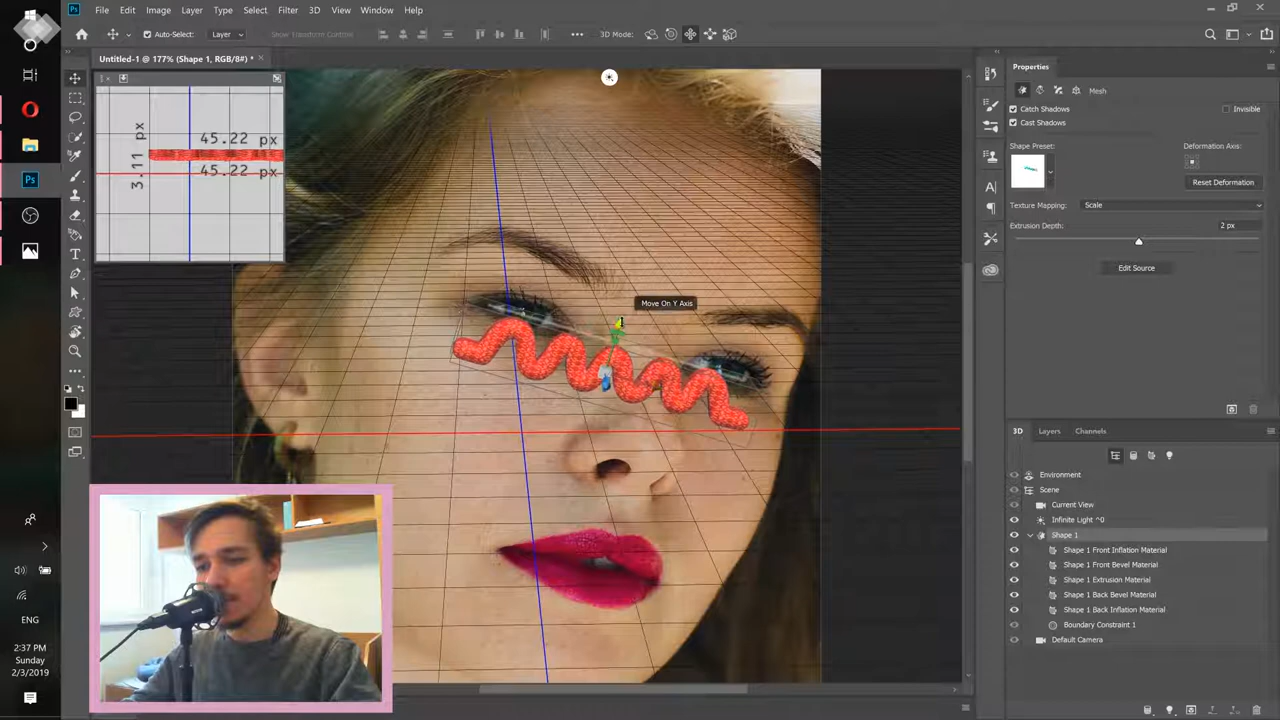 File Edit Image Layer Type Select Filter 3D View Window Help
Auto-Select: Layer Show Transform Controls 3D Mode:
Untitled-1 @ 177% (Shape 1, RGB/8#) *
45.22 px
3.11 px
45.22 px
Move On Y Axis
Properties
Mesh
Catch Shadows
Invisible
Cast Shadows
Shape Preset:
Deformation Axis:
Reset Deformation
Texture Mapping: Scale
Extrusion Depth: 2 px
Edit Source
3D Layers Channels
Environment
Scene
Current View
Infinite Light ^0
Shape 1
Shape 1 Front Inflation Material
Shape 1 Front Bevel Material
Shape 1 Extrusion Material
Shape 1 Back Bevel Material
Shape 1 Back Inflation Material
Boundary Constraint 1
Default Camera
ENG
2:37 PM
Sunday
2/3/2019